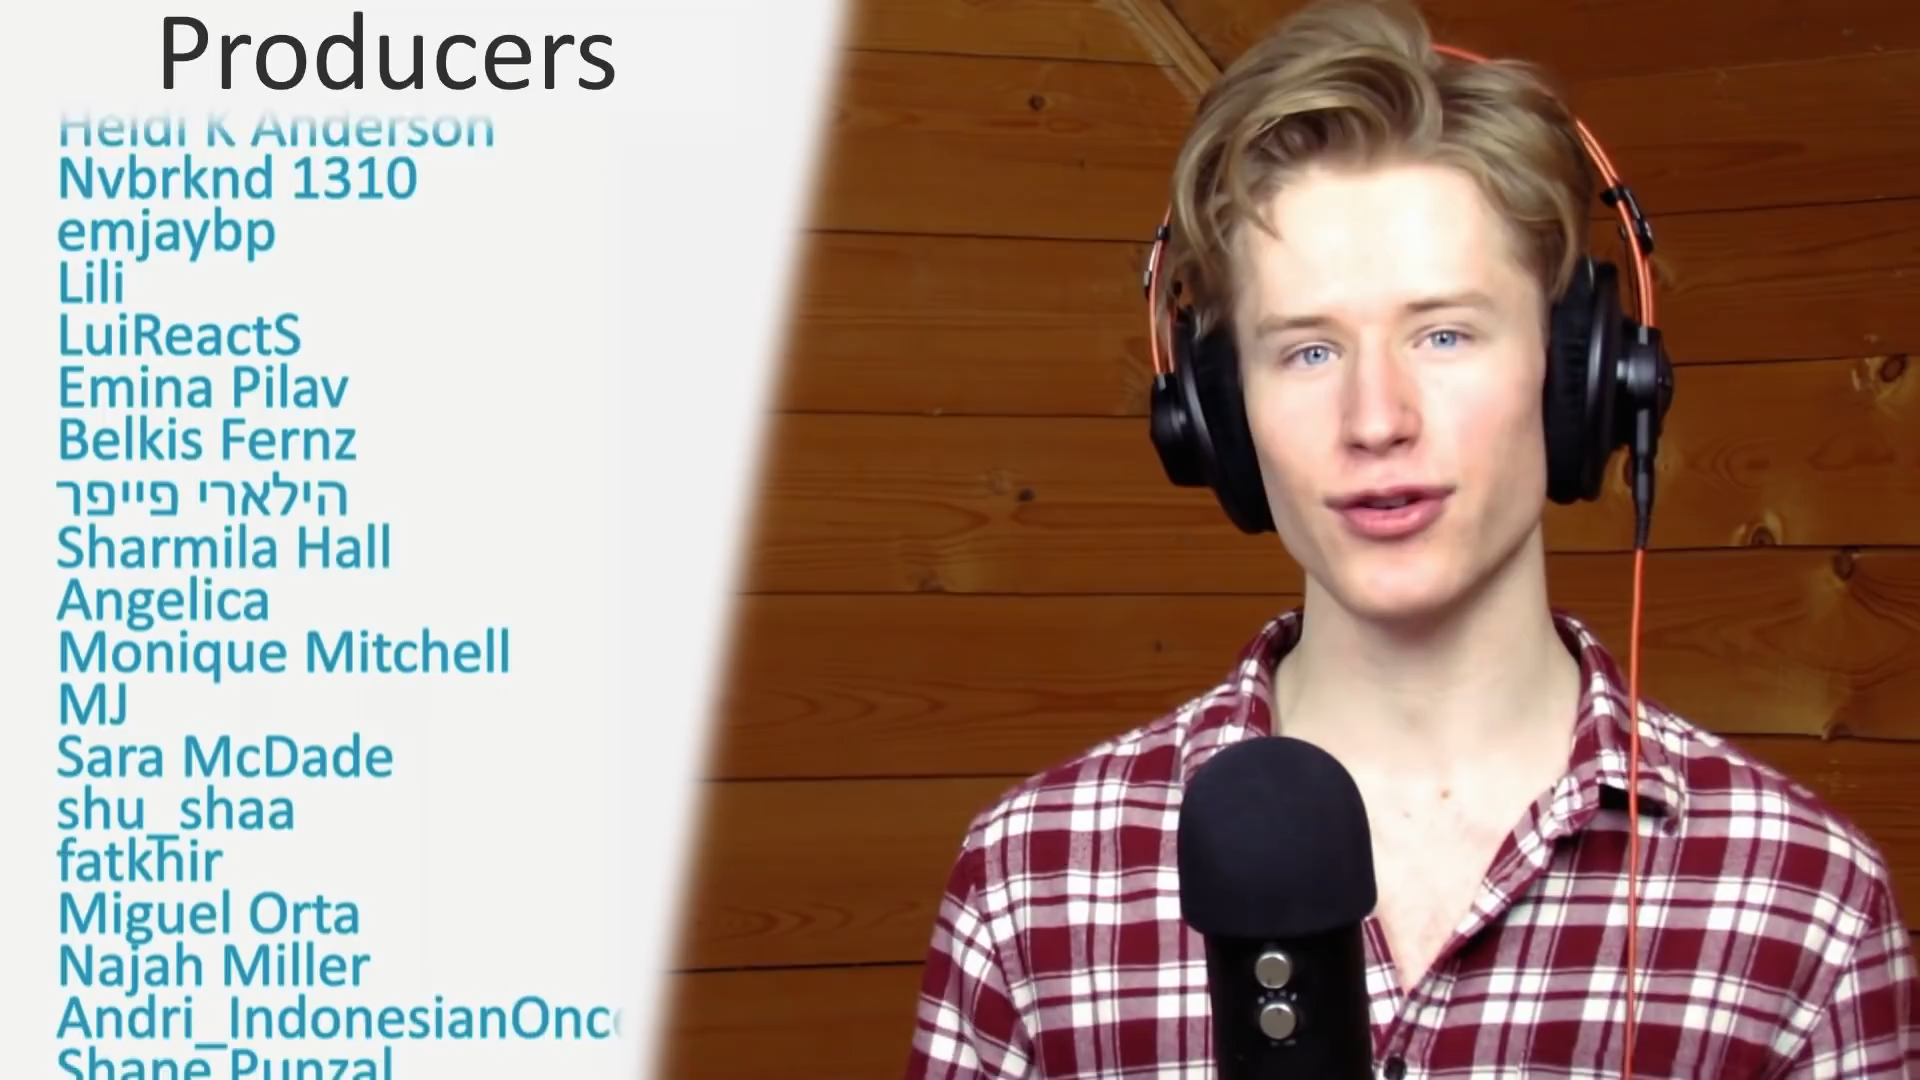 Producers
Heidi K Anderson
Nvbrknd 1310
emjaybp
Lili
LuiReactS
Emina Pilav
Belkis Fernz
הילארי פייפר
Sharmila Hall
Angelica
Monique Mitchell
MJ
Sara McDade
shu_shaa
fatkhir
Miguel Orta
Najah Miller
Andri_IndonesianOnc
Shane Punzal